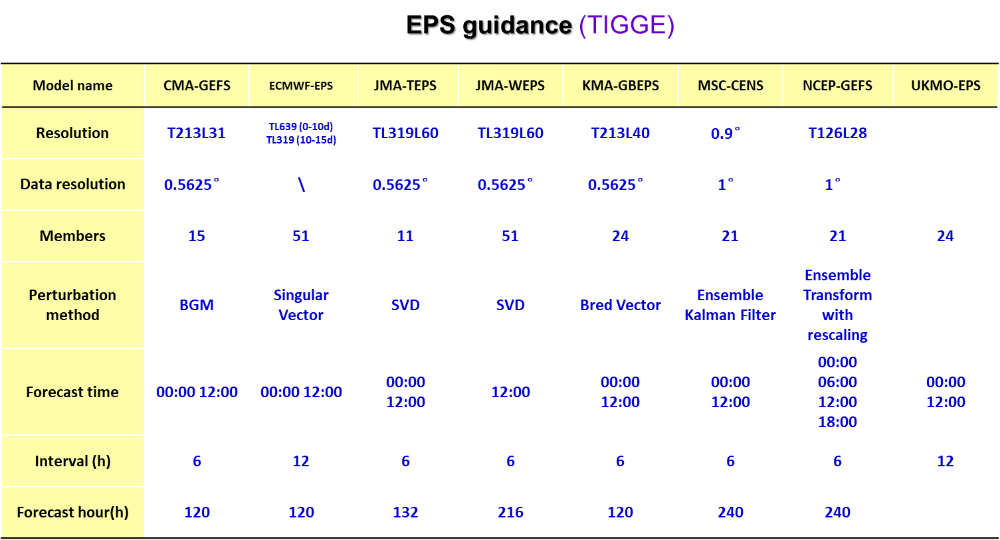 EPS guidance (TIGGE)
Model name CMA-GEFS ECMWF-EPS JMA-TEPS JMA-WEPS KMA-GBEPS MSC-CENS NCEP-GEFS UKMO-EPS
Resolution T213L31 TL639 (0-10d) TL319 (10-15d) TL319L60 TL319L60 T213L40 0.9° T126L28
Data resolution 0.5625° \ 0.5625° 0.5625° 0.5625° 1° 1°
Members 15 51 11 51 24 21 21 24
Perturbation method BGM Singular Vector SVD SVD Bred Vector Ensemble Kalman Filter Ensemble Transform with rescaling
Forecast time 00:00 12:00 00:00 12:00 00:00 12:00 12:00 00:00 12:00 00:00 12:00 00:00 06:00 12:00 18:00 00:00 12:00
Interval (h) 6 12 6 6 6 6 6 12
Forecast hour(h) 120 120 132 216 120 240 240